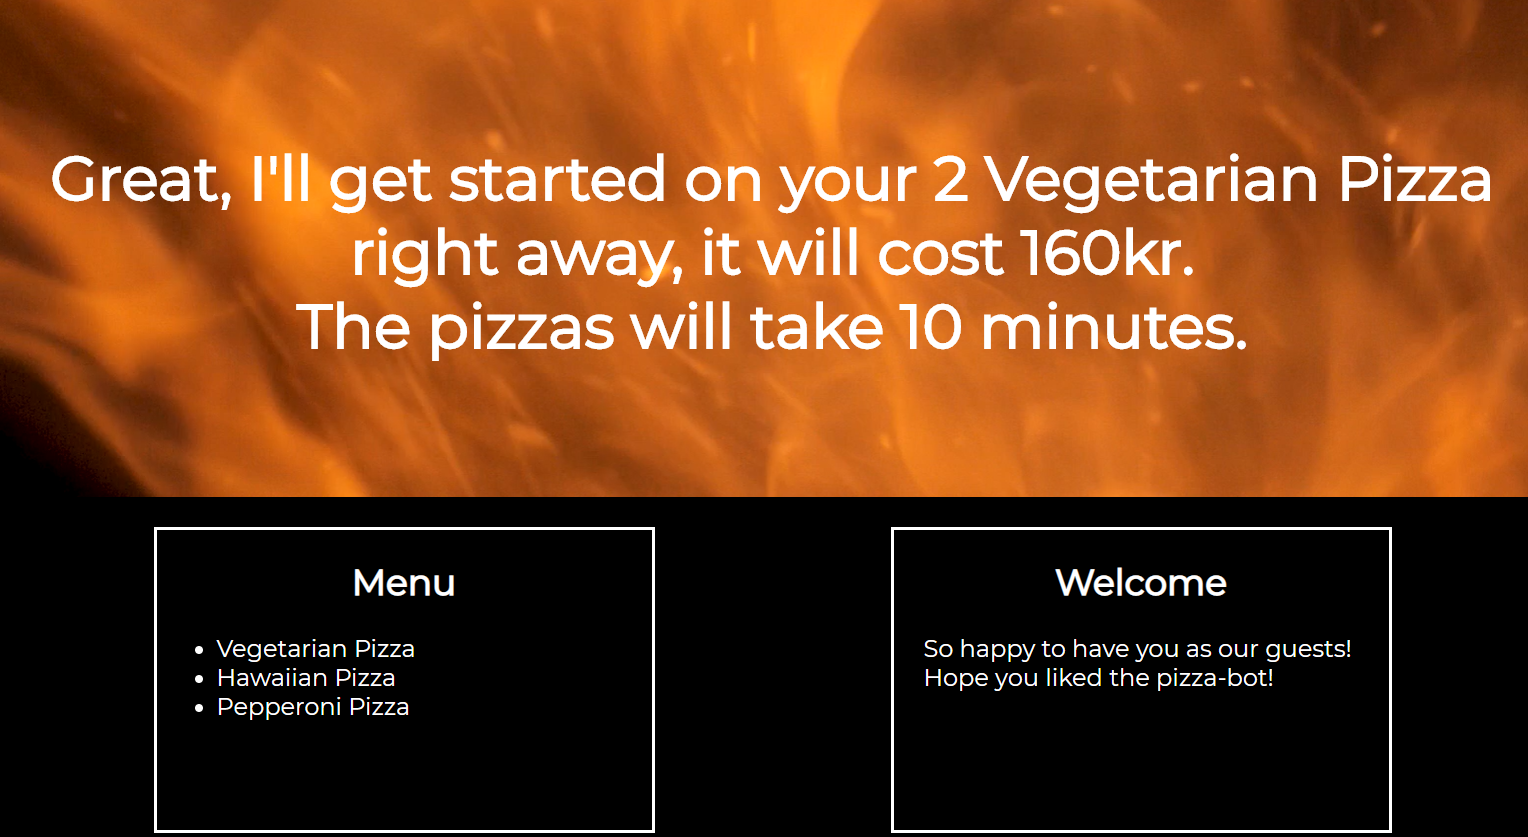 Great, I'll get started on your 2 Vegetarian Pizza
right away, it will cost 160kr.
The pizzas will take 10 minutes.
Menu
Vegetarian Pizza
Hawaiian Pizza
Pepperoni Pizza
Welcome
So happy to have you as our guests!
Hope you liked the pizza-bot!